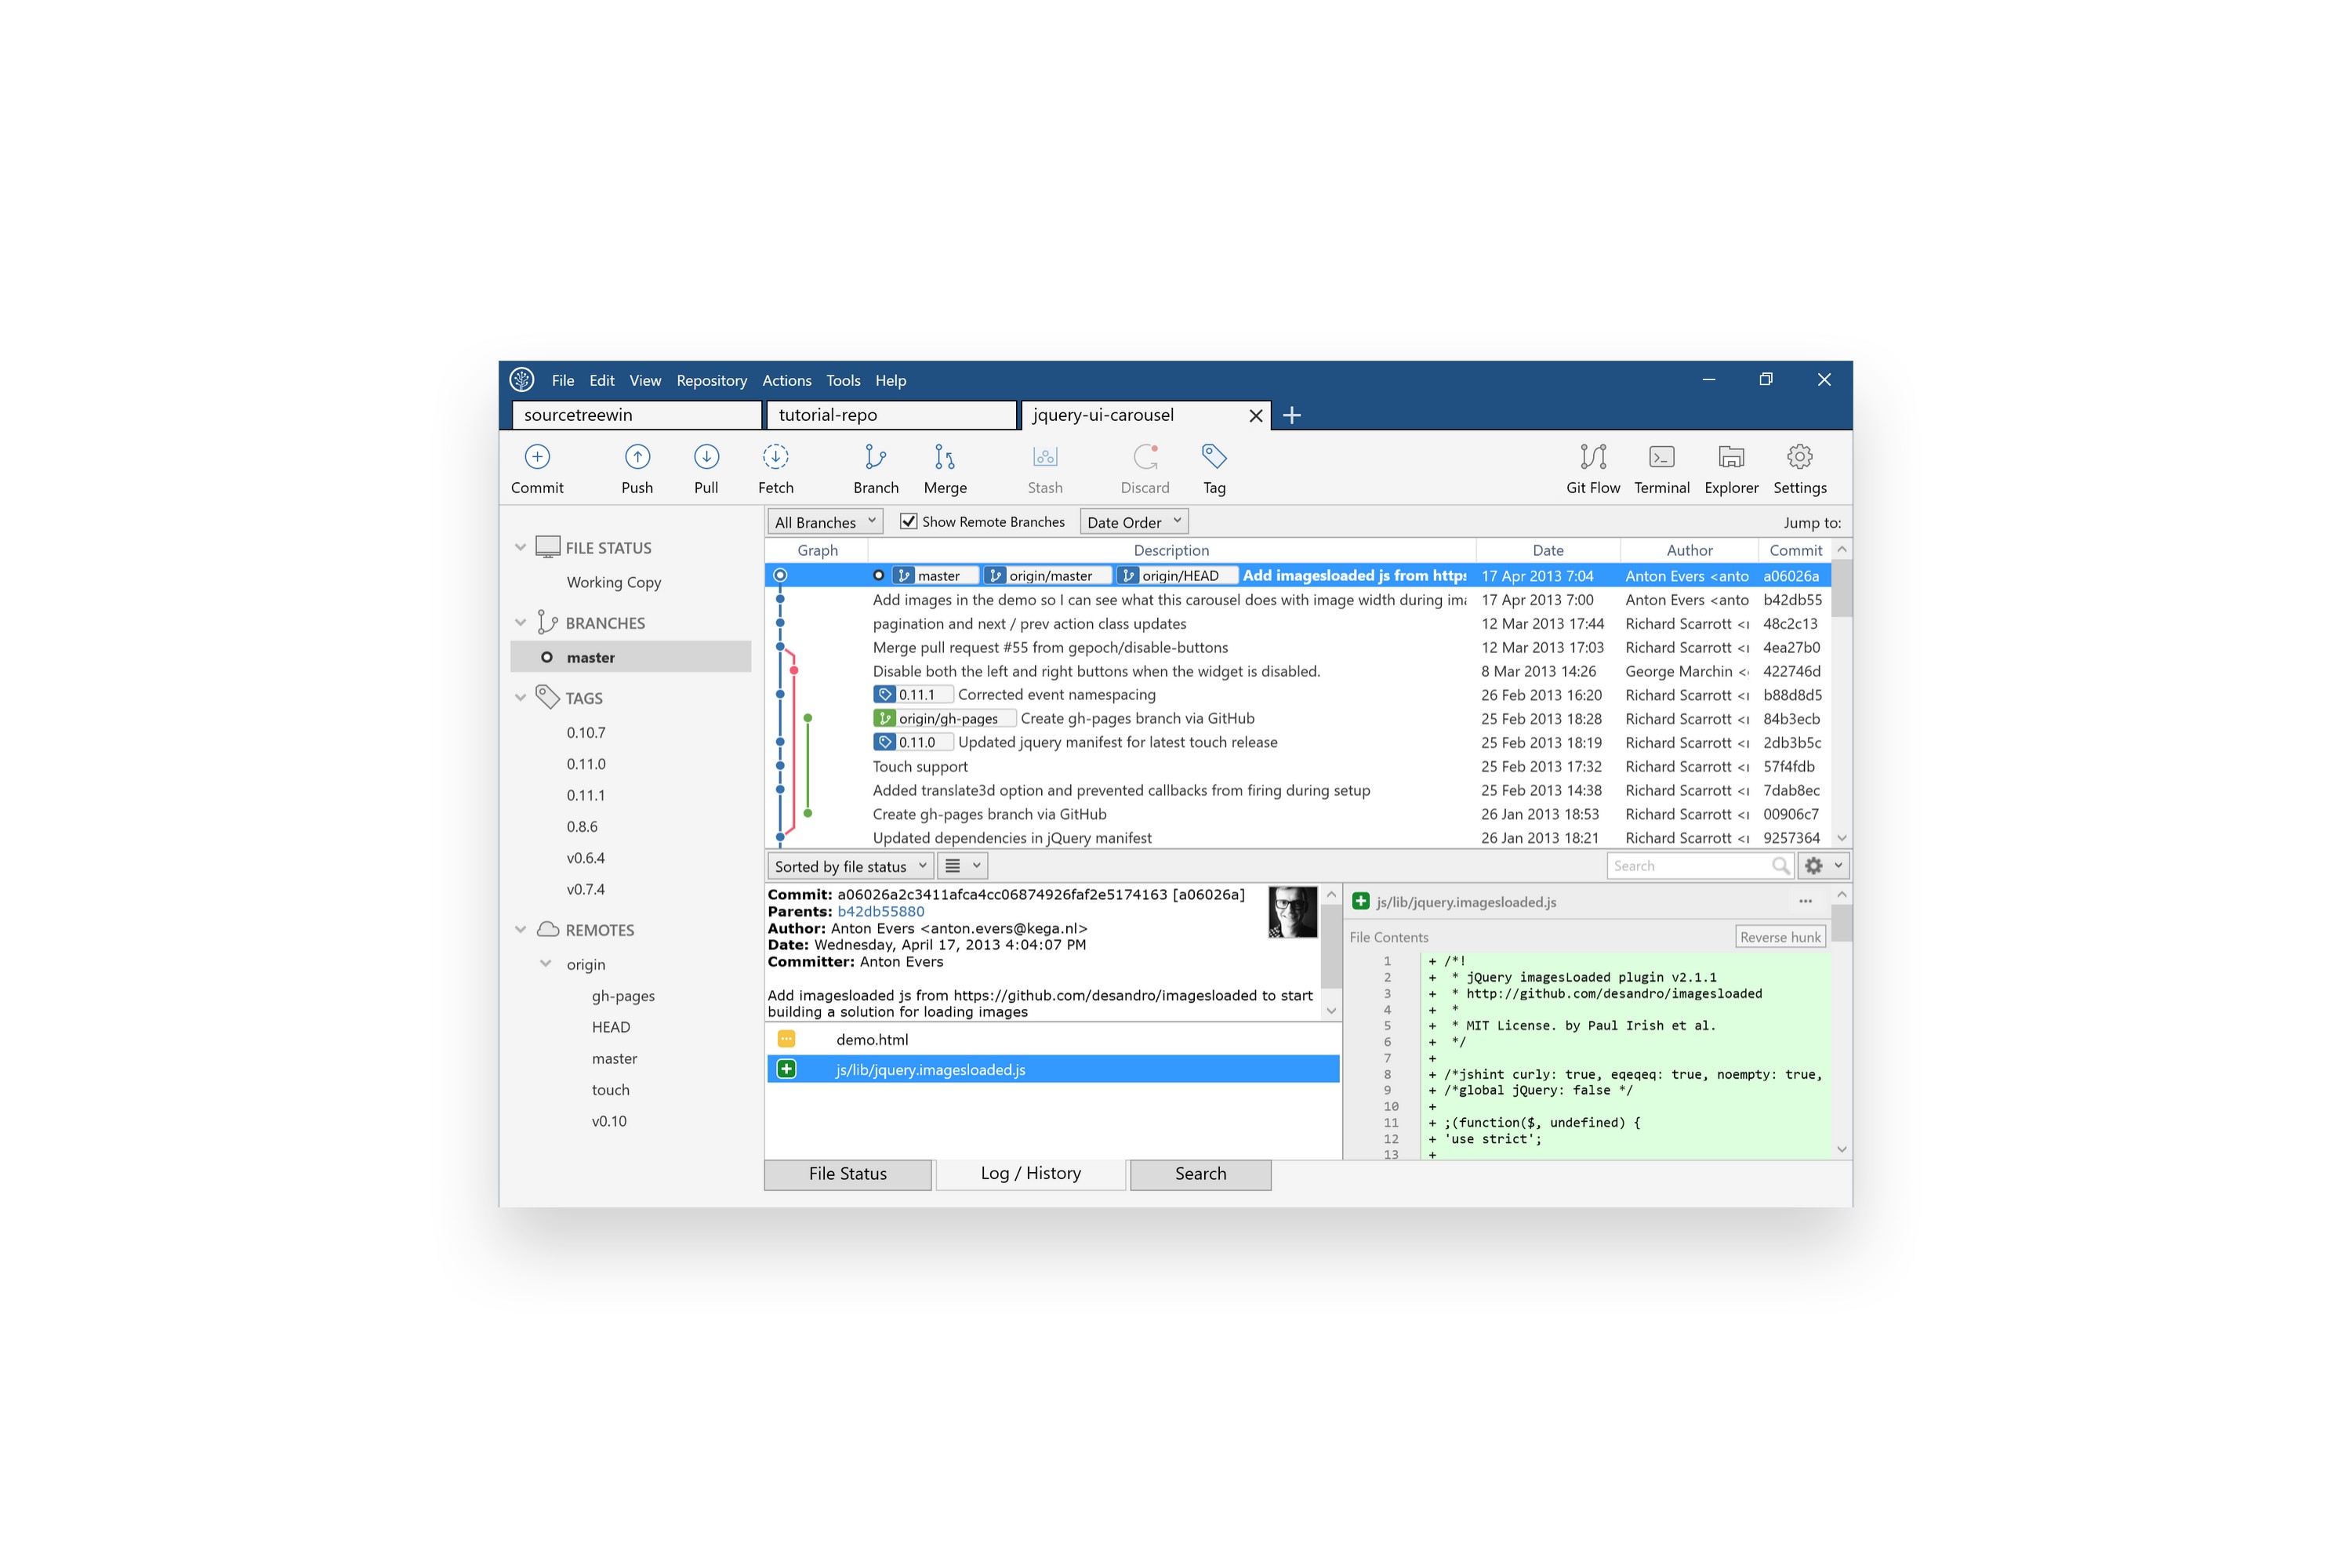 File Edit View Repository Actions Tools Help
sourcetreewin tutorial-repo jquery-ui-carousel
Commit Push Pull Fetch Branch Merge Stash Discard Tag Git Flow Terminal Explorer Settings
FILE STATUS
Working Copy
BRANCHES
master
TAGS
0.10.7
0.11.0
0.11.1
0.8.6
v0.6.4
v0.7.4
REMOTES
origin
gh-pages
HEAD
master
touch
v0.10
All Branches Show Remote Branches Date Order Jump to:
Graph Description Date Author Commit
master origin/master origin/HEAD Add imagesloaded js from https 17 Apr 2013 7:04 Anton Evers <anto a06026a
Add images in the demo so I can see what this carousel does with image width during 17 Apr 2013 7:00 Anton Evers <anto b42db55
pagination and next / prev action class updates 12 Mar 2013 17:44 Richard Scarrott 48c2c13
Merge pull request #55 from gepoch/disable-buttons 12 Mar 2013 17:03 Richard Scarrott 4ea27b0
Disable both the left and right buttons when the widget is disabled. 8 Mar 2013 14:26 George Marchin 422746d
0.11.1 Corrected event namespacing 26 Feb 2013 16:20 Richard Scarrott b88d8d5
origin/gh-pages Create gh-pages branch via GitHub 25 Feb 2013 18:28 Richard Scarrott 84b3ecb
0.11.0 Updated jquery manifest for latest touch release 25 Feb 2013 18:19 Richard Scarrott 2db3b5c
Touch support 25 Feb 2013 17:32 Richard Scarrott 57f4fdb
Added translate3d option and prevented callbacks from firing during setup 25 Feb 2013 14:38 Richard Scarrott 7dab8ec
Create gh-pages branch via GitHub 26 Jan 2013 18:53 Richard Scarrott 00906c7
Updated dependencies in jQuery manifest 26 Jan 2013 18:21 Richard Scarrott 9257364
Sorted by file status Search
Commit: a06026a2c3411afca4cc06874926faf2e5174163 [a06026a]
Parents: b42db55880
Author: Anton Evers <anton.evers@kega.nl>
Date: Wednesday, April 17, 2013 4:04:07 PM
Committer: Anton Evers
Add imagesloaded js from https://github.com/desandro/imagesloaded to start
building a solution for loading images
demo.html
js/lib/jquery.imagesloaded.js
js/lib/jquery.imagesloaded.js
File Contents Reverse hunk
1 + /*!
2 + * jQuery imagesLoaded plugin v2.1.1
3 + * http://github.com/desandro/imagesloaded
4 + *
5 + * MIT License. by Paul Irish et al.
6 + */
7 +
8 + /*jshint curly: true, eqeqeq: true, noempty: true,
9 + /*global jQuery: false */
10 +
11 + ;(function($, undefined) {
12 + 'use strict';
13 +
File Status Log / History Search